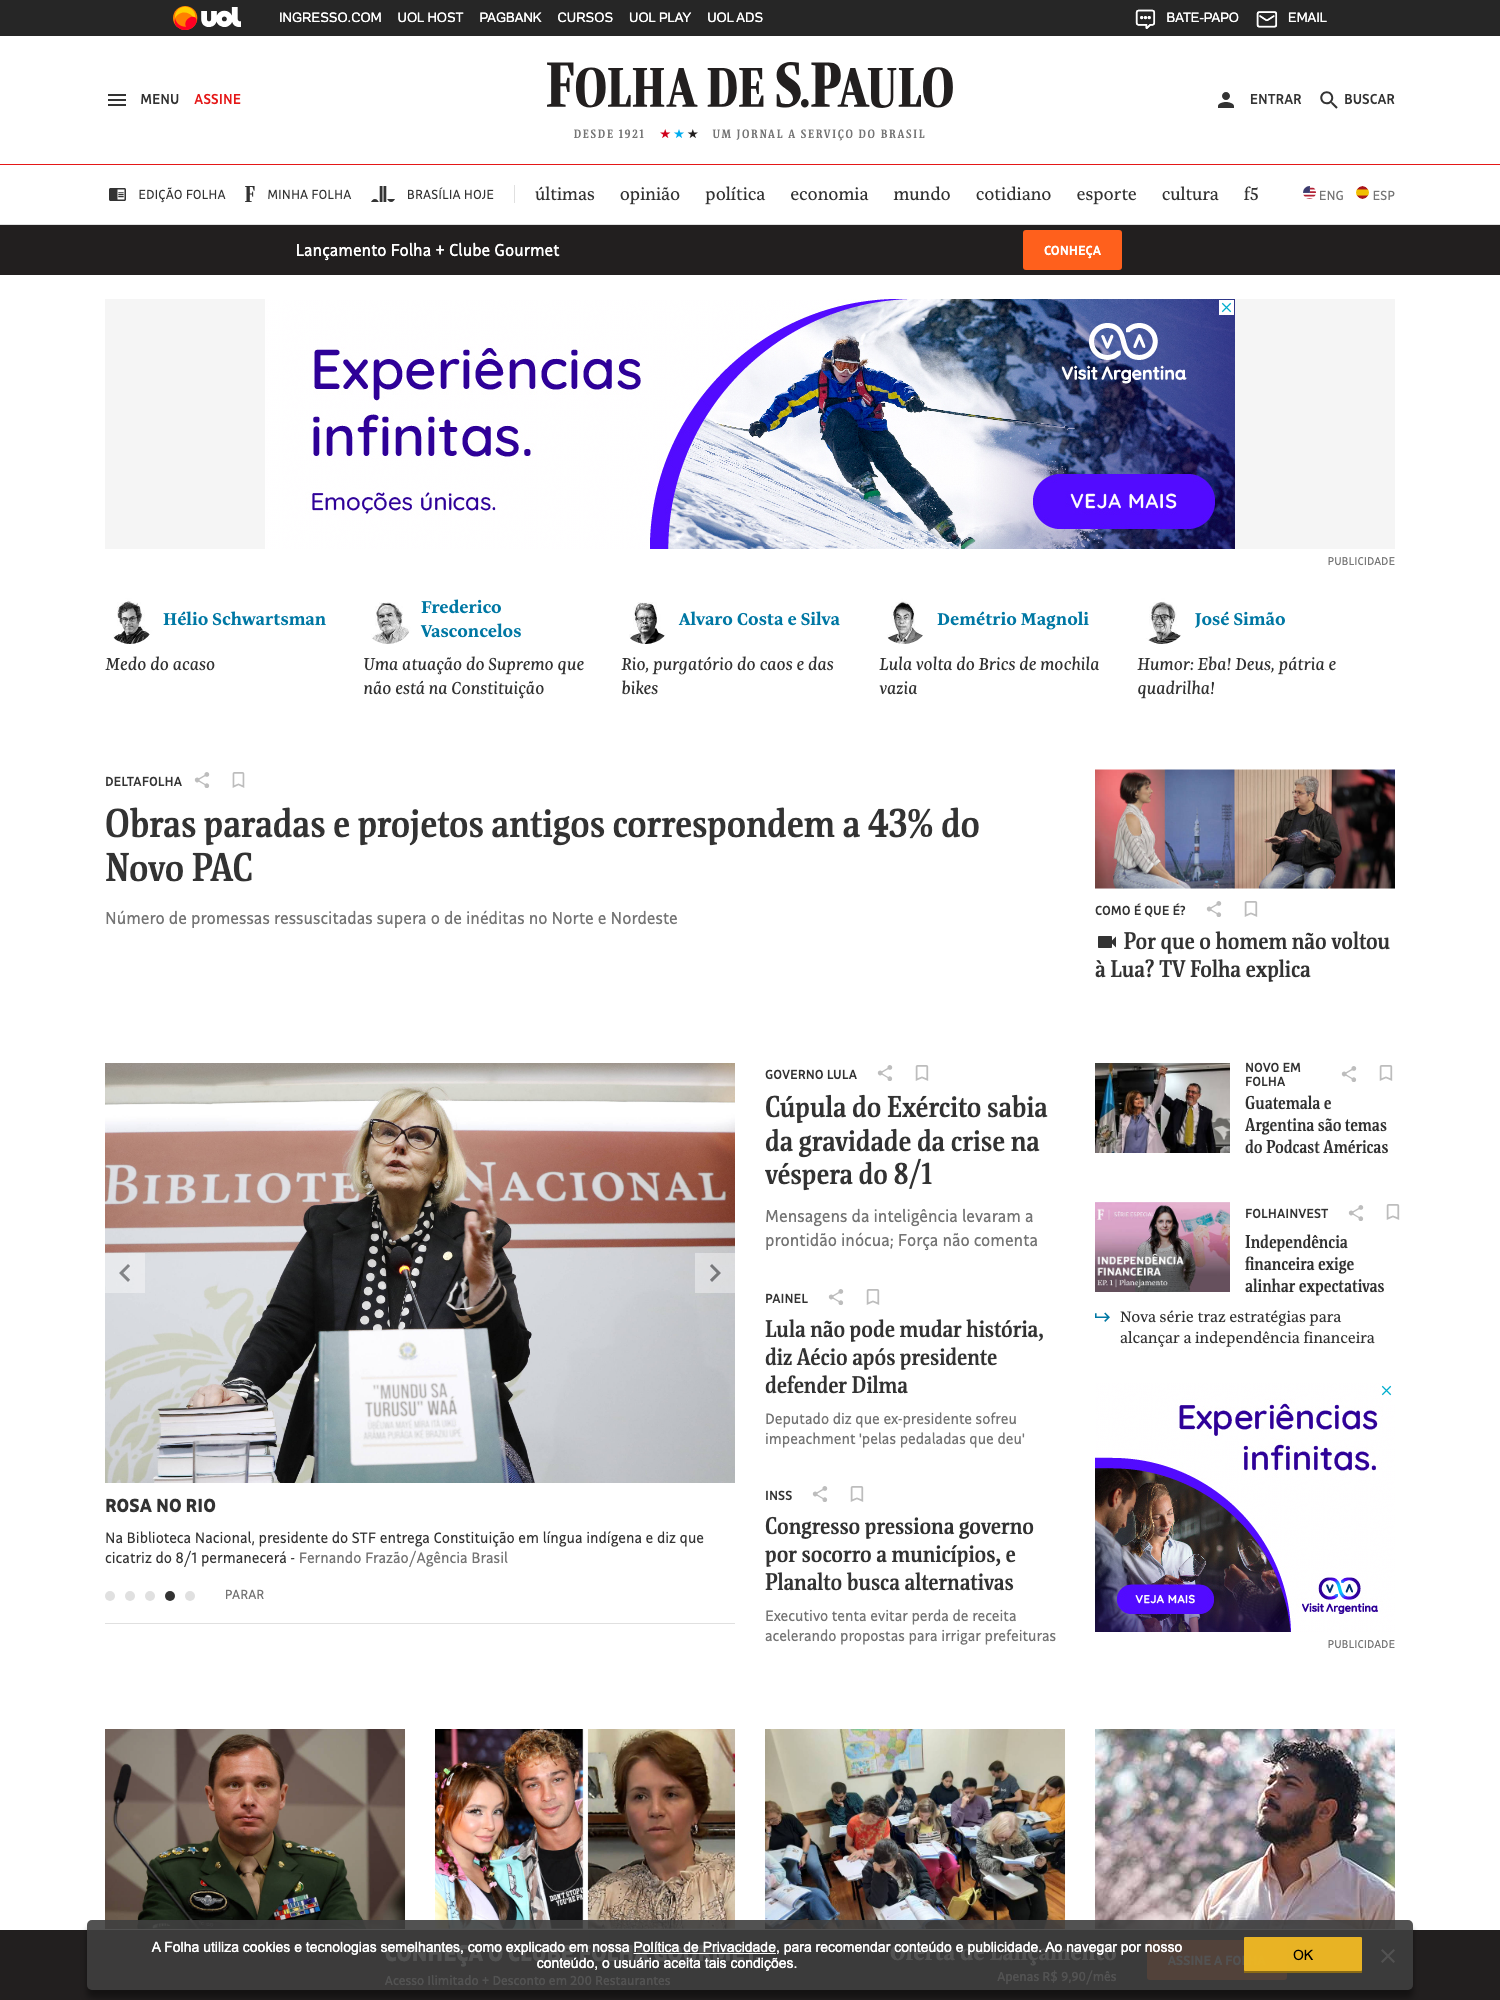 uol INGRESSO.COM UOL HOST PAGBANK CURSOS UOL PLAY UOL ADS BATE-PAPO EMAIL
MENU ASSINE
FOLHA DE S.PAULO
DESDE 1921 ★★★ UM JORNAL A SERVIÇO DO BRASIL
ENTRAR BUSCAR
EDIÇÃO FOLHA F MINHA FOLHA BRASÍLIA HOJE últimas opinião política economia mundo cotidiano esporte cultura f5 ENG ESP
Lançamento Folha + Clube Gourmet CONHEÇA
Experiências
infinitas.
Emoções únicas.
Visit Argentina
VEJA MAIS
PUBLICIDADE
Hélio Schwartsman
Medo do acaso
Frederico
Vasconcelos
Uma atuação do Supremo que
não está na Constituição
Alvaro Costa e Silva
Rio, purgatório do caos e das
bikes
Demétrio Magnoli
Lula volta do Brics de mochila
vazia
José Simão
Humor: Eba! Deus, pátria e
quadrilha!
DELTAFOLHA
Obras paradas e projetos antigos correspondem a 43% do
Novo PAC
Número de promessas ressuscitadas supera o de inéditas no Norte e Nordeste
COMO É QUE É?
Por que o homem não voltou
à Lua? TV Folha explica
BIBLIOTE NACIONAL
"MUNDU SA
TURUSU" WAÁ
ROSA NO RIO
Na Biblioteca Nacional, presidente do STF entrega Constituição em língua indígena e diz que
cicatriz do 8/1 permanecerá - Fernando Frazão/Agência Brasil
PARAR
GOVERNO LULA
Cúpula do Exército sabia
da gravidade da crise na
véspera do 8/1
Mensagens da inteligência levaram a
prontidão inócua; Força não comenta
PAINEL
Lula não pode mudar história,
diz Aécio após presidente
defender Dilma
Deputado diz que ex-presidente sofreu
impeachment 'pelas pedaladas que deu'
INSS
Congresso pressiona governo
por socorro a municípios, e
Planalto busca alternativas
Executivo tenta evitar perda de receita
acelerando propostas para irrigar prefeituras
NOVO EM
FOLHA
Guatemala e
Argentina são temas
do Podcast Américas
INDEPENDÊNCIA
FINANCEIRA
EP. 1 | Planejamento
FOLHAINVEST
Independência
financeira exige
alinhar expectativas
Nova série traz estratégias para
alcançar a independência financeira
Experiências
infinitas.
VEJA MAIS
Visit Argentina
PUBLICIDADE
A Folha utiliza cookies e tecnologias semelhantes, como explicado em nossa Política de Privacidade, para recomendar conteúdo e publicidade. Ao navegar por nosso
conteúdo, o usuário aceita tais condições.
OK
Acesso Ilimitado + Desconto em 200 Restaurantes
Oferta de Lançamento
Apenas R$ 9,90/mês